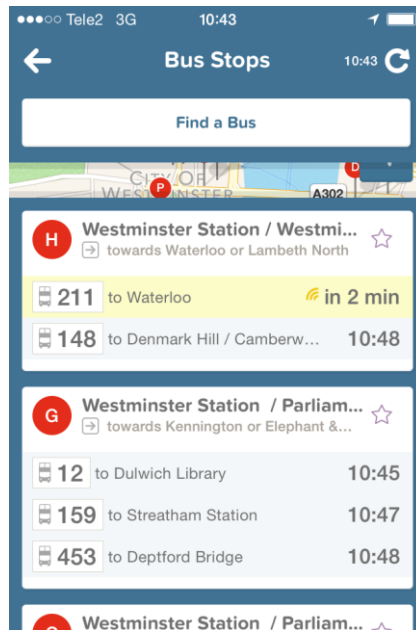 Tele2 3G 10:43
Bus Stops 10:43
Find a Bus
CITY OF
WESTMINSTER
P
D
A302
H Westminster Station / Westmi...
towards Waterloo or Lambeth North
211 to Waterloo in 2 min
148 to Denmark Hill / Camberw... 10:48
G Westminster Station / Parliam...
towards Kennington or Elephant &...
12 to Dulwich Library 10:45
159 to Streatham Station 10:47
453 to Deptford Bridge 10:48
Westminster Station / Parliam...